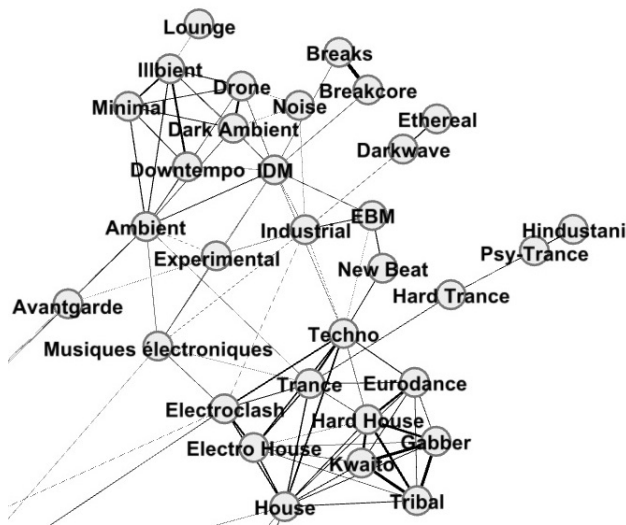 Lounge
Breaks
Illbient
Drone
Breakcore
Minimal
Noise
Ethereal
Dark Ambient
Darkwave
Downtempo
IDM
EBM
Ambient
Industrial
Hindustani
Experimental
Psy-Trance
New Beat
Hard Trance
Avantgarde
Techno
Musiques électroniques
Trance
Eurodance
Electroclash
Hard House
Gabber
Electro House
Kwaito
House
Tribal